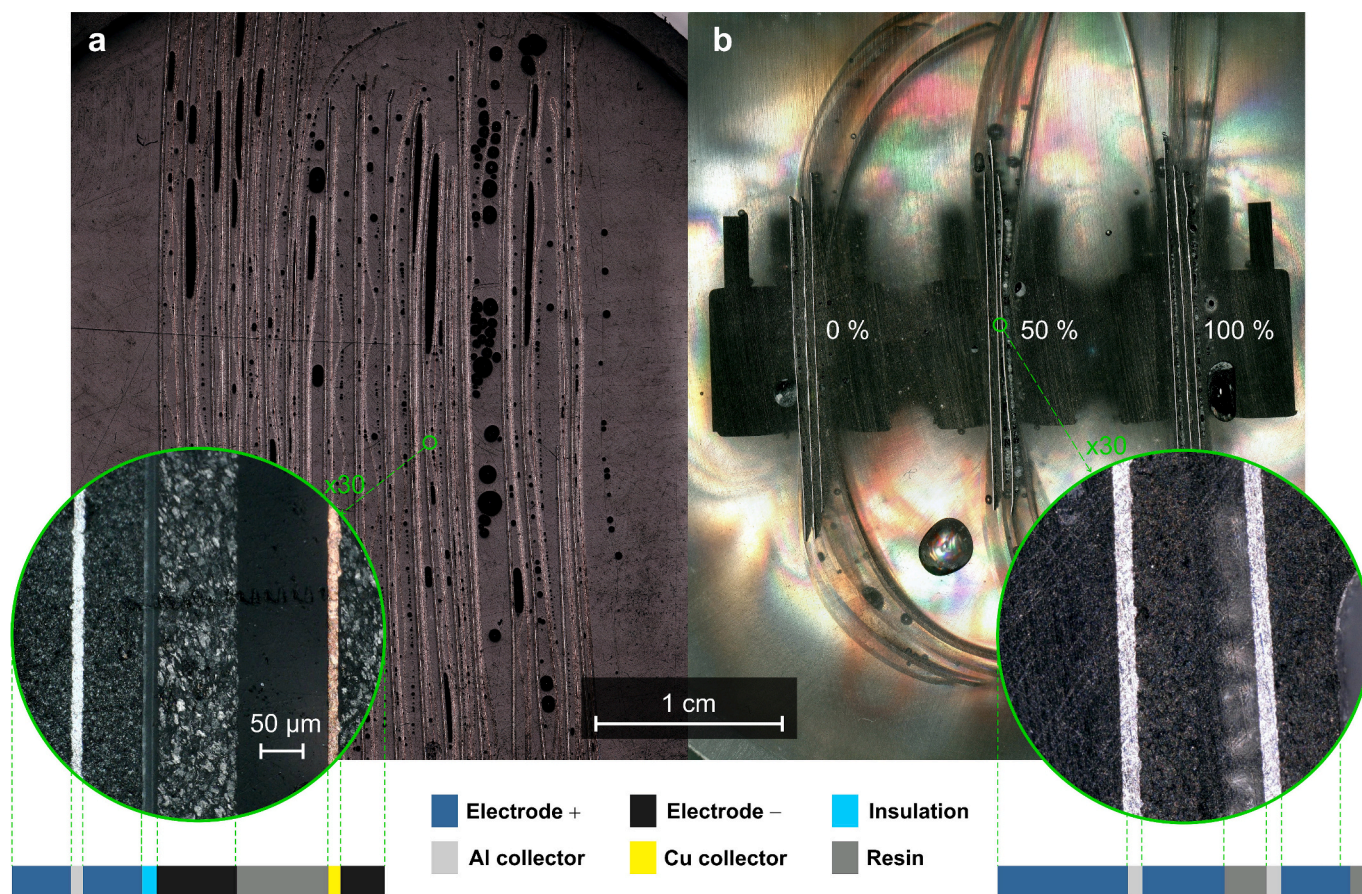 a
b
0 %
50 %
100 %
x30
x30
50 µm
1 cm
Electrode +
Electrode −
Insulation
Al collector
Cu collector
Resin